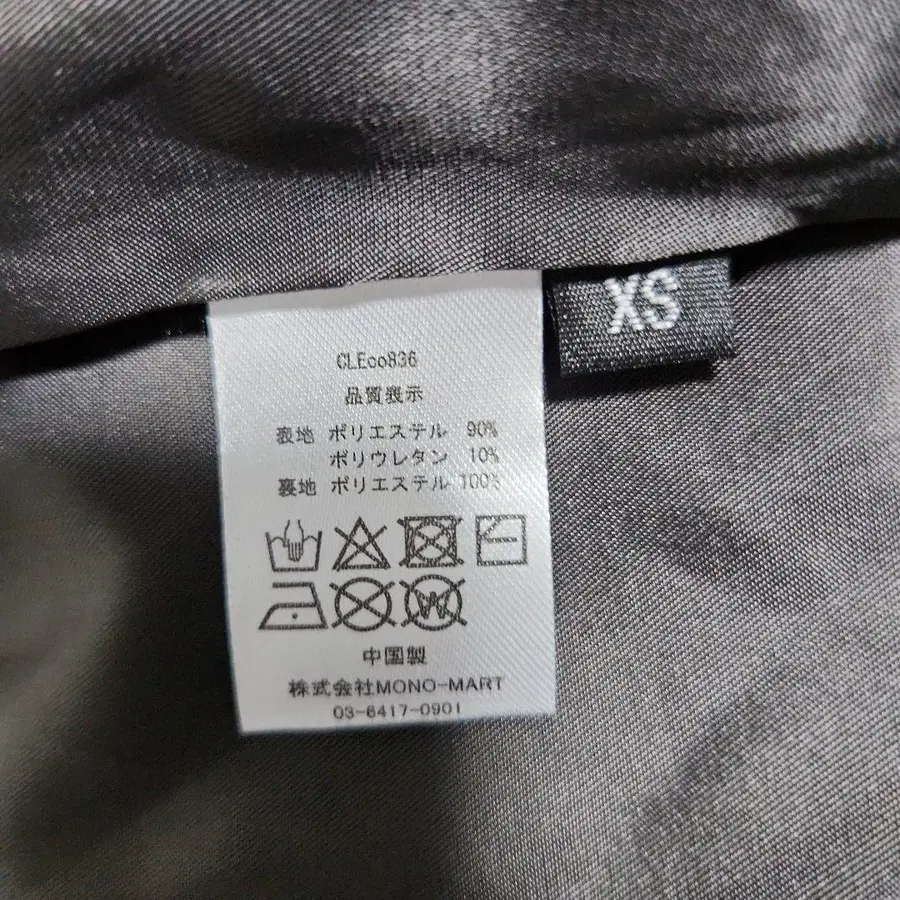 XS
CLEco836
品質表示
表地 ポリエステル 90%
ポリウレタン 10%
裏地 ポリエステル 100%
W
中国製
株式会社MONO-MART
03-6417-0901